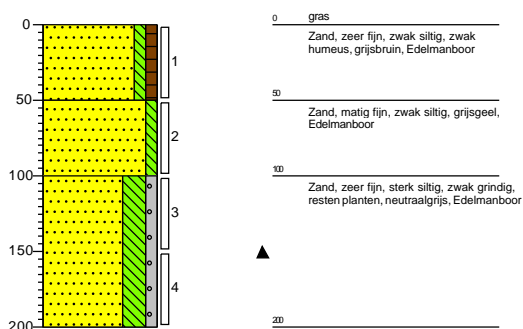 0
50
100
150
200
1
2
3
4
0 gras
Zand, zeer fijn, zwak siltig, zwak
humeus, grijsbruin, Edelmanboor
50
Zand, matig fijn, zwak siltig, grijsgeel,
Edelmanboor
100
Zand, zeer fijn, sterk siltig, zwak grindig,
resten planten, neutraalgrijs, Edelmanboor
200